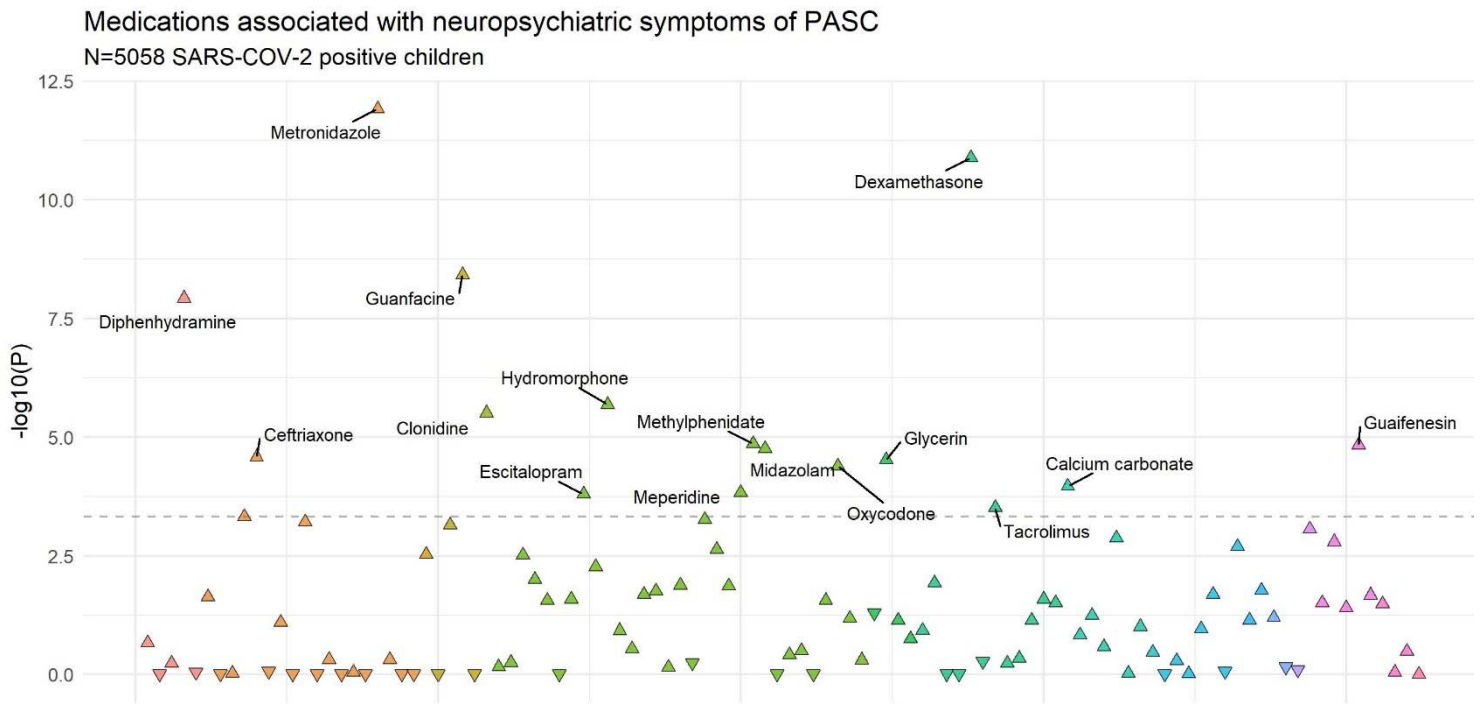 Medications associated with neuropsychiatric symptoms of PASC
N=5058 SARS-COV-2 positive children
12.5
Metronidazole
Dexamethasone
10.0
Guanfacine
Diphenhydramine
7.5
Hydromorphone
Clonidine
Methylphenidate
Guaifenesin
-log10(P)
5.0
Ceftriaxone
Glycerin
Escitalopram
Midazolam
Calcium carbonate
Meperidine
Oxycodone
Tacrolimus
2.5
0.0